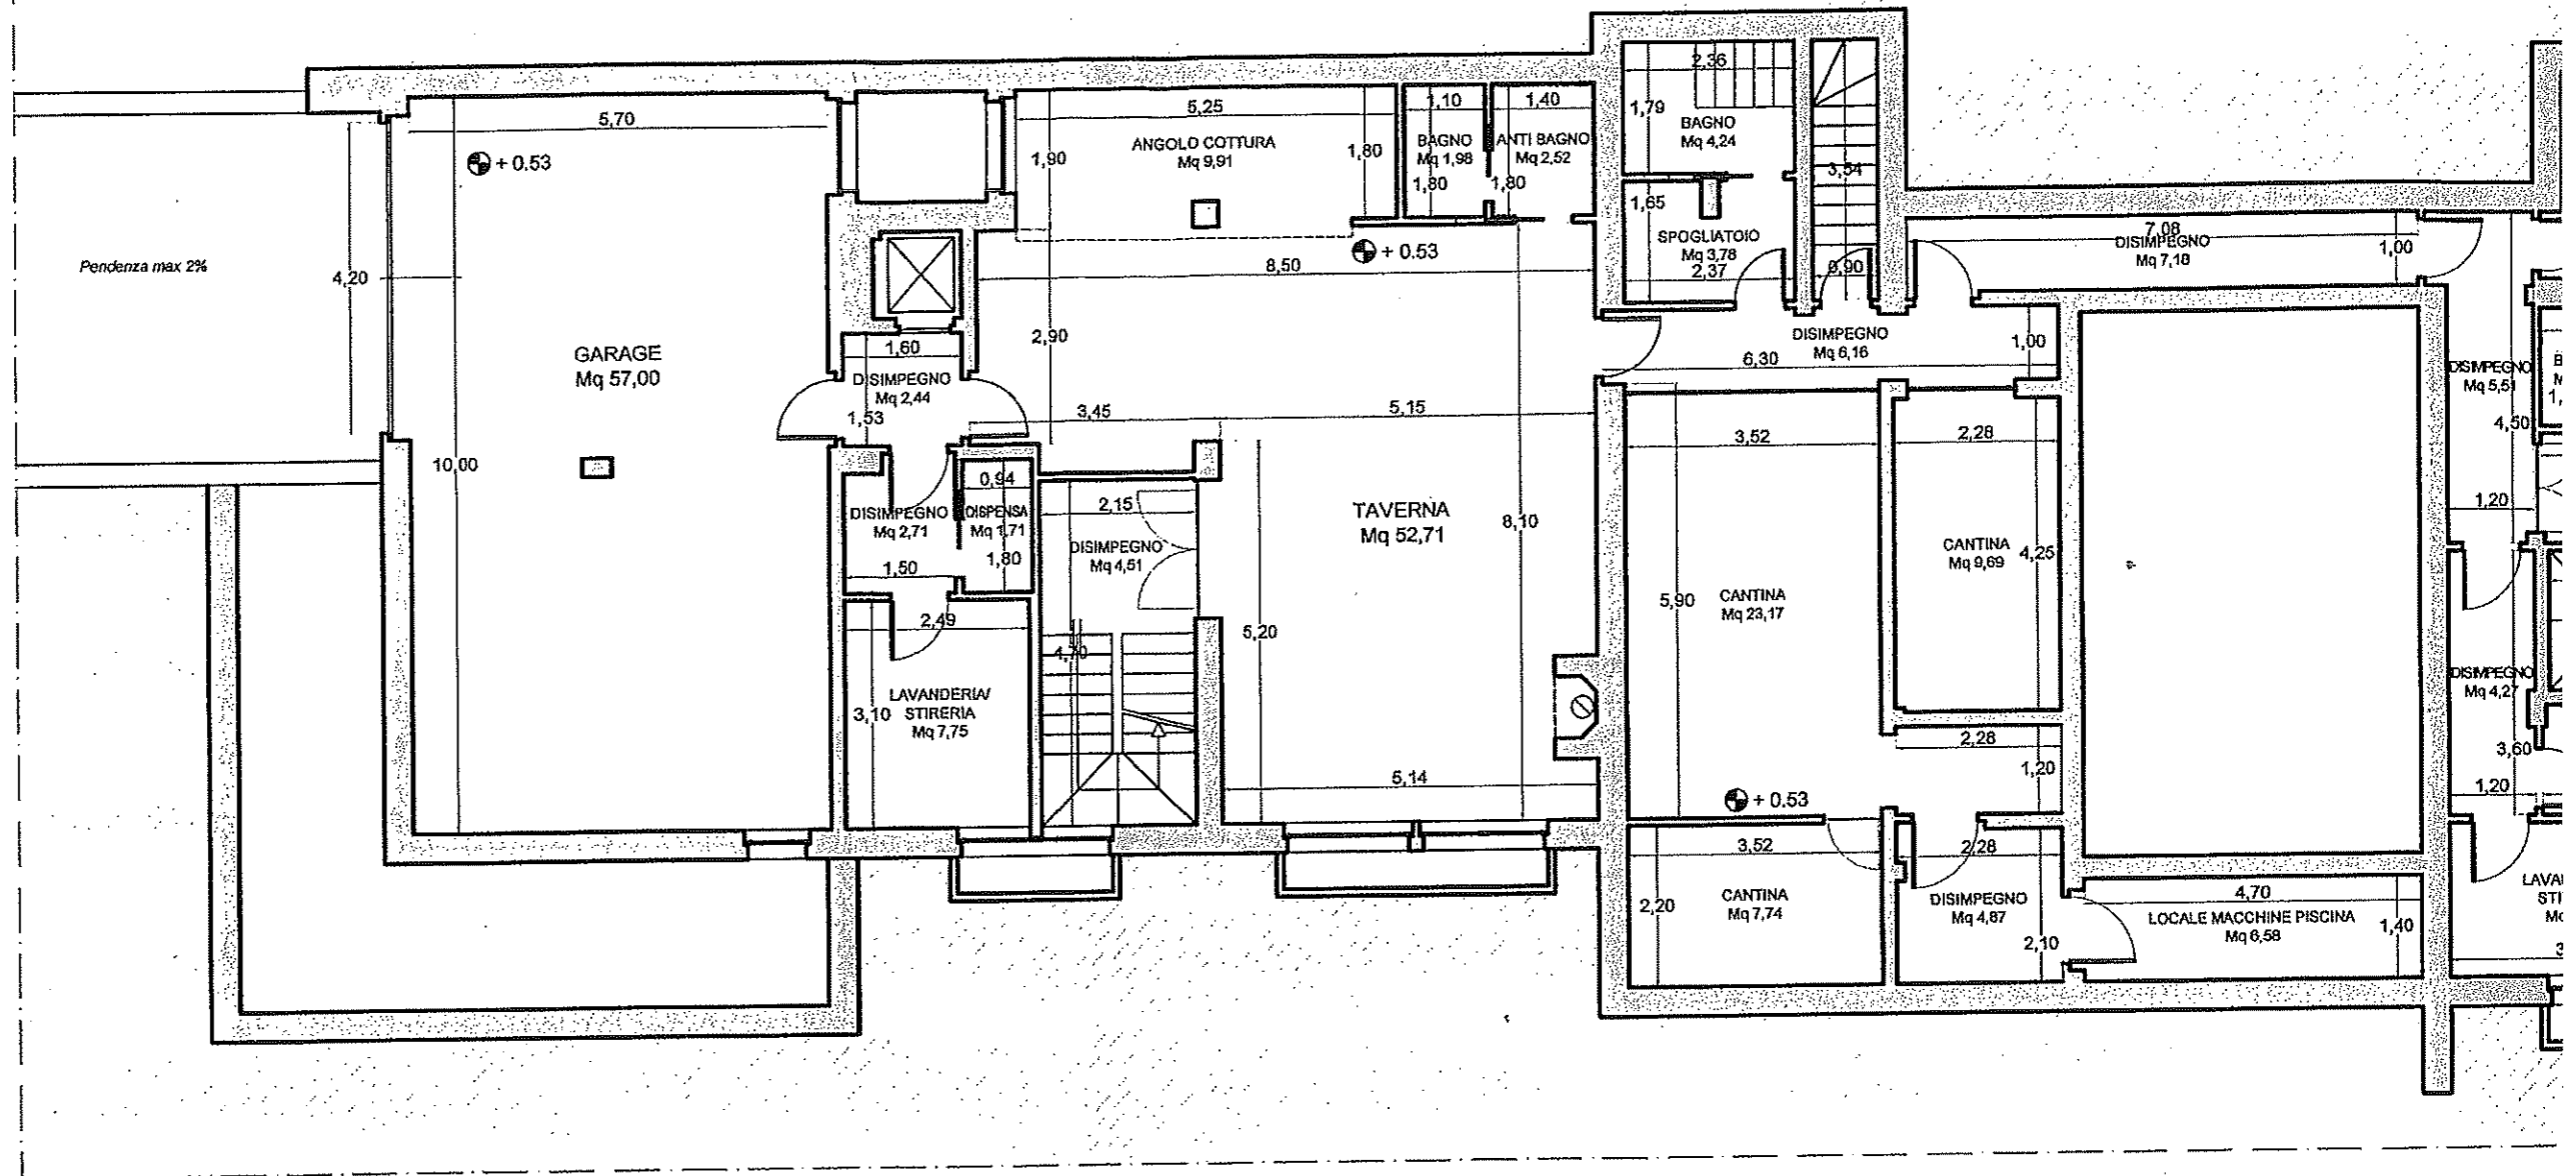 Pendenza max 2%
4,20
5,70
+ 0.53
GARAGE
Mq 57,00
10,00
1,60
DISIMPEGNO
Mq 2,44
1,53
DISIMPEGNO
Mq 2,71
1,50
0,94
DISPENSA
Mq 1,71
1,80
2,49
3,10
LAVANDERIA/
STIRERIA
Mq 7,75
2,15
DISIMPEGNO
Mq 4,51
4,70
5,25
ANGOLO COTTURA
Mq 9,91
1,90
1,80
+ 0.53
8,50
2,90
3,45
5,15
1,10
BAGNO
Mq 1,98
1,80
1,40
ANTI BAGNO
Mq 2,52
1,80
TAVERNA
Mq 52,71
8,10
5,20
5,14
2,36
1,79
BAGNO
Mq 4,24
1,65
SPOGLIATOIO
Mq 3,78
2,37
3,54
0,90
7,08
DISIMPEGNO
Mq 7,18
1,00
DISIMPEGNO
Mq 6,16
6,30
1,00
3,52
2,28
CANTINA
Mq 9,69
4,25
5,90
CANTINA
Mq 23,17
2,28
1,20
+ 0.53
3,52
CANTINA
Mq 7,74
2,20
2,28
DISIMPEGNO
Mq 4,87
2,10
4,70
LOCALE MACCHINE PISCINA
Mq 6,58
1,40
DISIMPEGNO
Mq 5,51
4,50
1,20
DISIMPEGNO
Mq 4,27
3,60
1,20